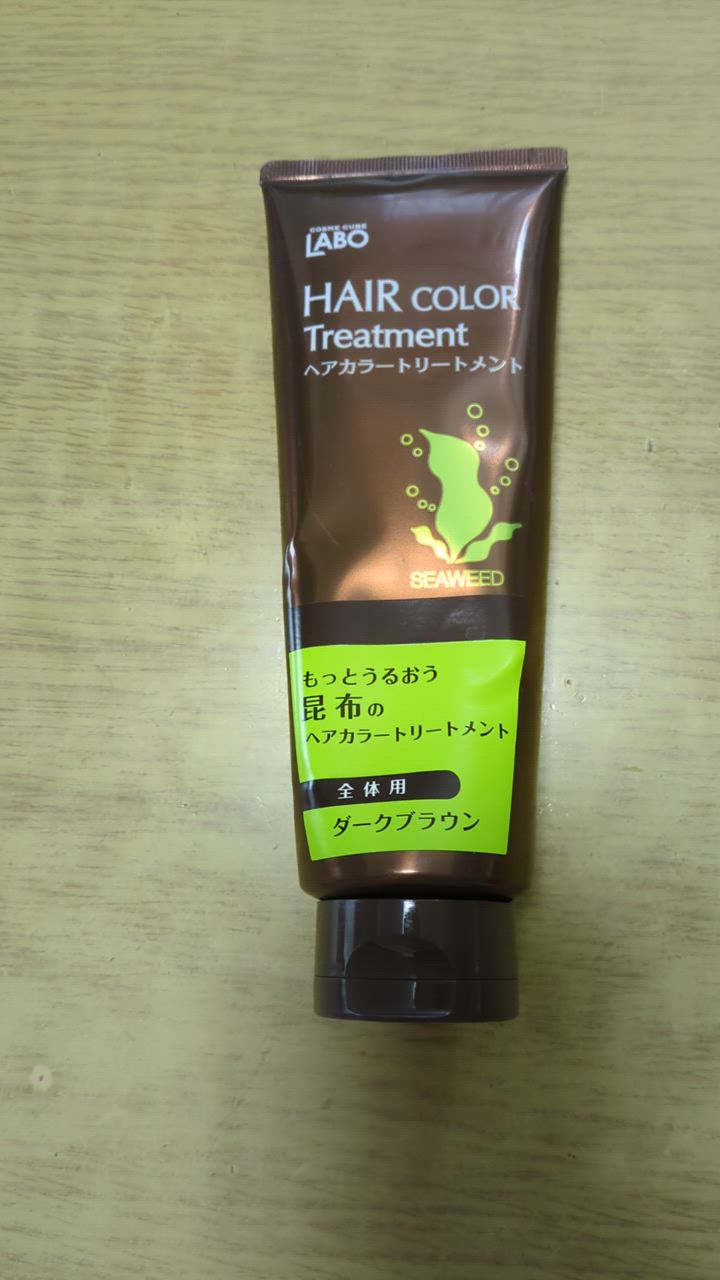 COSME CUBE
LABO
HAIR COLOR
Treatment
ヘアカラートリートメント
SEAWEED
もっとうるおう
昆布の
ヘアカラートリートメント
全体用
ダークブラウン